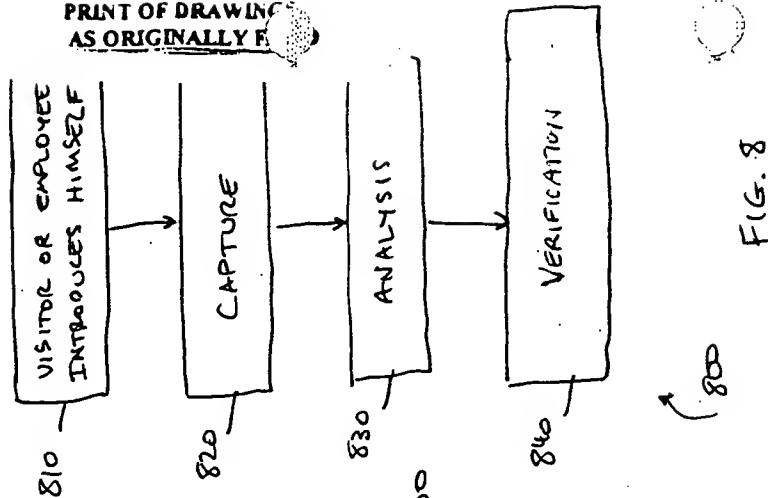 PRINT OF DRAWINGS
AS ORIGINALLY F
810
VISITOR OR EMPLOYEE
INTRODUCES HIMSELF
820
CAPTURE
830
ANALYSIS
840
VERIFICATION
800
FIG. 8